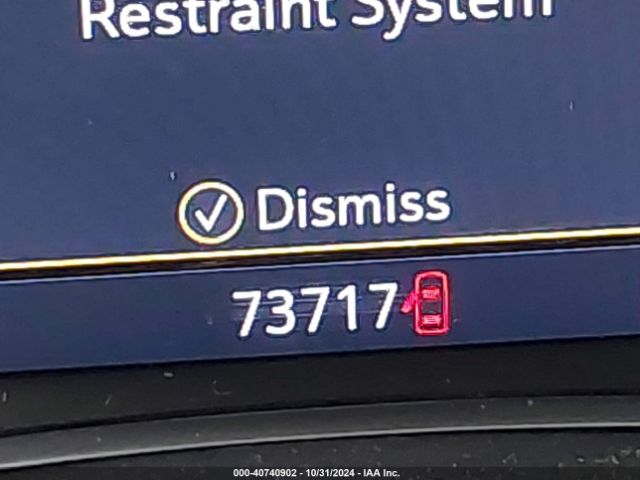 Restraint System
Dismiss
73717
000-40740902 - 10/31/2024 - IAA Inc.